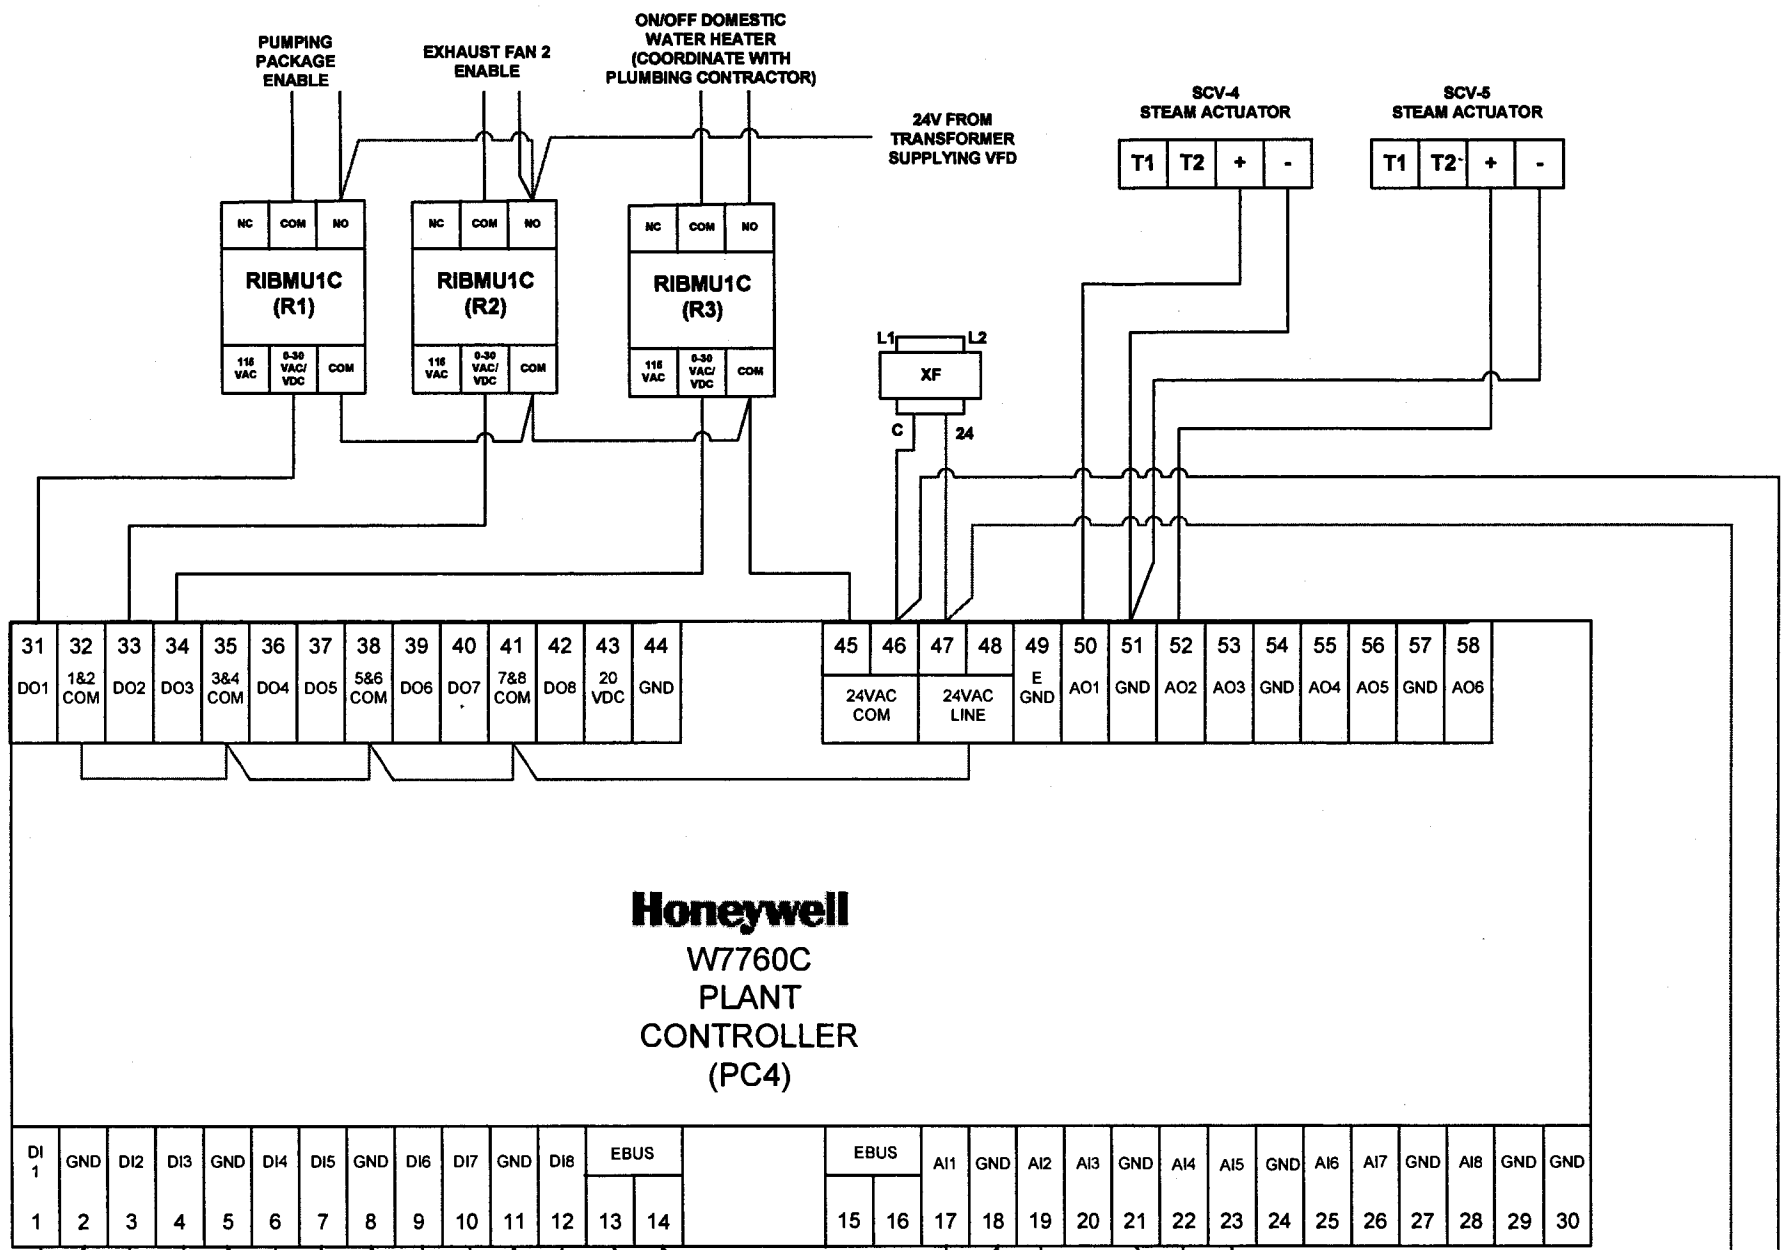 PUMPING
PACKAGE
ENABLE
EXHAUST FAN 2
ENABLE
ON/OFF DOMESTIC
WATER HEATER
(COORDINATE WITH
PLUMBING CONTRACTOR)
24V FROM
TRANSFORMER
SUPPLYING VFD
SCV-4
STEAM ACTUATOR
T1 T2 + -
SCV-5
STEAM ACTUATOR
T1 T2 + -
NC COM NO
RIBMU1C
(R1)
115 VAC 0-30 VAC/ VDC COM
NC COM NO
RIBMU1C
(R2)
115 VAC 0-30 VAC/ VDC COM
NC COM NO
RIBMU1C
(R3)
115 VAC 0-30 VAC/ VDC COM
L1 L2
XF
C 24
31 32 33 34 35 36 37 38 39 40 41 42 43 44
DO1 1&2 COM DO2 DO3 3&4 COM DO4 DO5 5&6 COM DO6 DO7 7&8 COM DO8 20 VDC GND
45 46 47 48 49 50 51 52 53 54 55 56 57 58
24VAC COM 24VAC LINE E GND AO1 GND AO2 AO3 GND AO4 AO5 GND AO6
Honeywell
W7760C
PLANT
CONTROLLER
(PC4)
DI 1 GND DI2 DI3 GND DI4 DI5 GND DI6 DI7 GND DI8 EBUS
1 2 3 4 5 6 7 8 9 10 11 12 13 14
EBUS AI1 GND AI2 AI3 GND AI4 AI5 GND AI6 AI7 GND AI8 GND GND
15 16 17 18 19 20 21 22 23 24 25 26 27 28 29 30